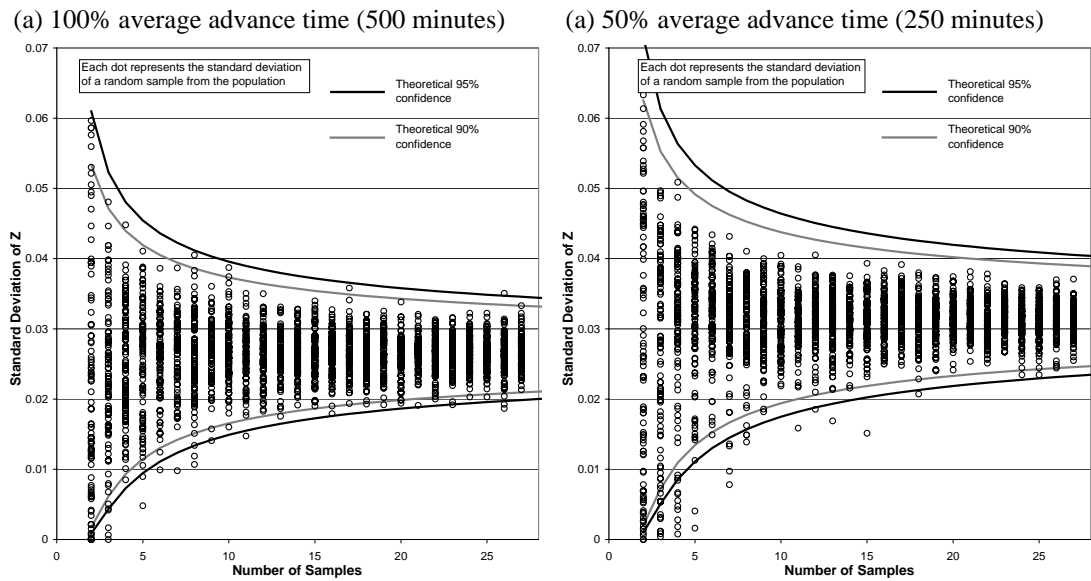 (a) 100% average advance time (500 minutes)
0.07
0.06
0.05
0.04
0.03
0.02
0.01
0
Standard Deviation of Z
Each dot represents the standard deviation
of a random sample from the population
Theoretical 95%
confidence
Theoretical 90%
confidence
0 5 10 15 20 25
Number of Samples
(a) 50% average advance time (250 minutes)
0.07
0.06
0.05
0.04
0.03
0.02
0.01
0
Standard Deviation of Z
Each dot represents the standard deviation
of a random sample from the population
Theoretical 95%
confidence
Theoretical 90%
confidence
0 5 10 15 20 25
Number of Samples